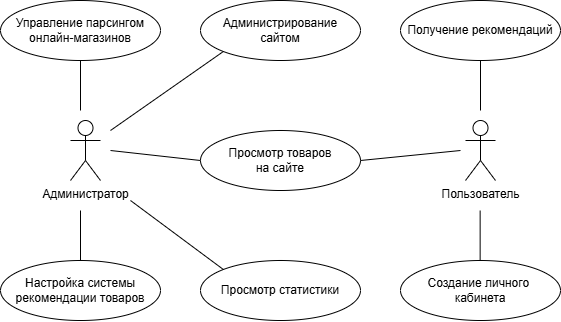 Управление парсингом
онлайн-магазинов
Администрирование
сайтом
Получение рекомендаций
Просмотр товаров
на сайте
Администратор
Пользователь
Настройка системы
рекомендации товаров
Просмотр статистики
Создание личного
кабинета